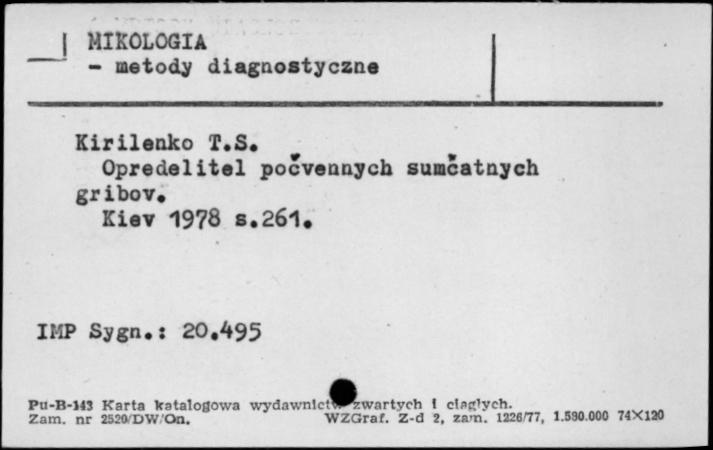 MIKOLOGIA
- metody diagnostyczne
Kirilenko T.S.
Opredelitel počvennych sumčatnych
gribov.
Kiev 1978 s.261.
IMP Sygn.: 20.495
Pu-B-143 Karta katalogowa wydawnictw zwartych i ciągłych.
Zam. nr 2520/DW/On. WZGraf. Z-d 2, zam. 1226/77, 1.590.000 74×120